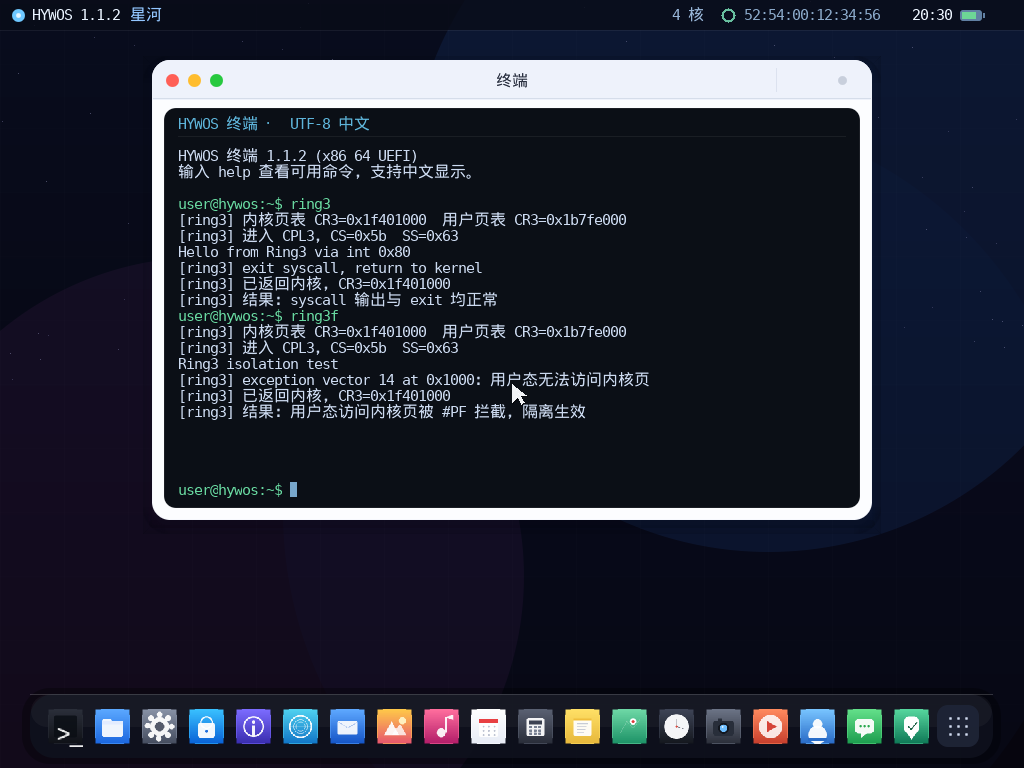 HYWOS 1.1.2 星河
4 核
52:54:00:12:34:56
20:30
终端
HYWOS 终端 · UTF-8 中文
HYWOS 终端 1.1.2 (x86 64 UEFI)
输入 help 查看可用命令，支持中文显示。
user@hywos:~$ ring3
[ring3] 内核页表 CR3=0x1f401000 用户页表 CR3=0x1b7fe000
[ring3] 进入 CPL3, CS=0x5b SS=0x63
Hello from Ring3 via int 0x80
[ring3] exit syscall, return to kernel
[ring3] 已返回内核, CR3=0x1f401000
[ring3] 结果: syscall 输出与 exit 均正常
user@hywos:~$ ring3f
[ring3] 内核页表 CR3=0x1f401000 用户页表 CR3=0x1b7fe000
[ring3] 进入 CPL3, CS=0x5b SS=0x63
Ring3 isolation test
[ring3] exception vector 14 at 0x1000: 用户态无法访问内核页
[ring3] 已返回内核, CR3=0x1f401000
[ring3] 结果: 用户态访问内核页被 #PF 拦截, 隔离生效
user@hywos:~$
>_